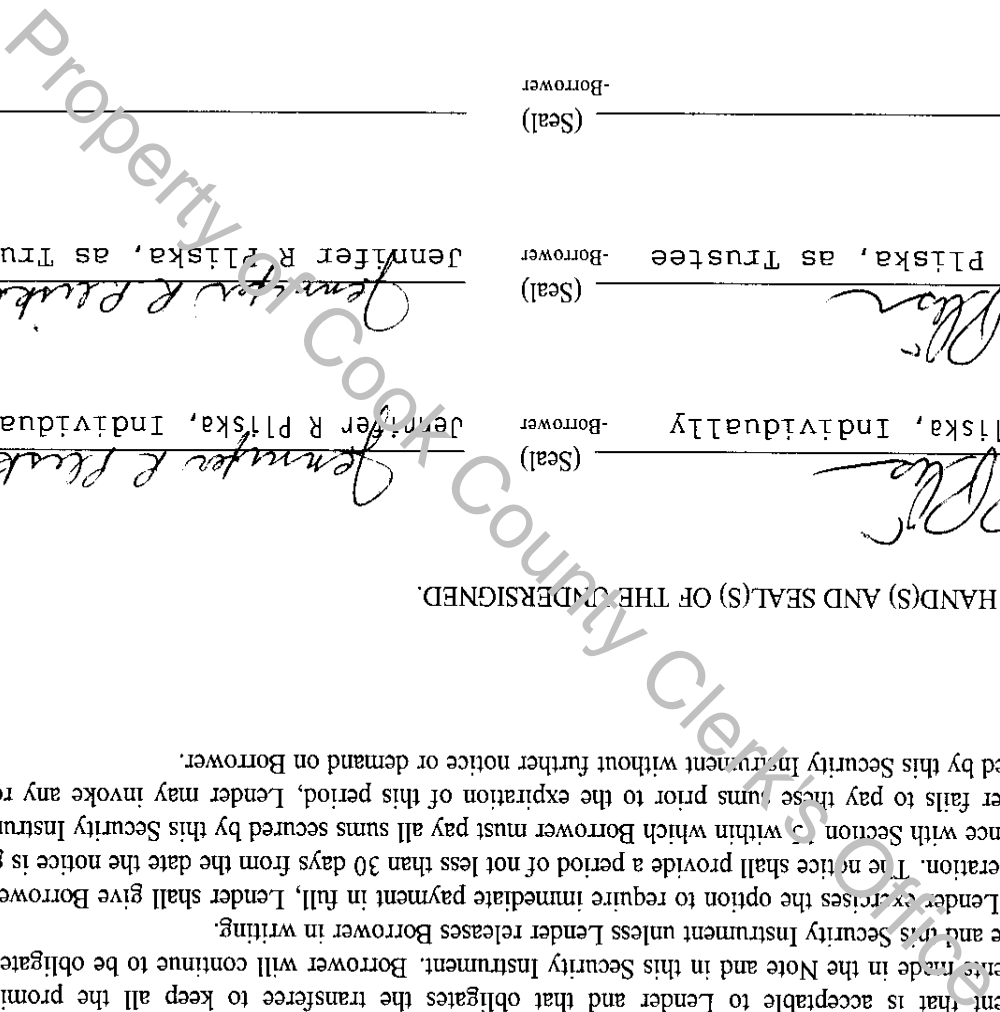 ent that is acceptable to Lender and that obligates the transferee to keep all the promi
ents made in the Note and in this Security Instrument. Borrower will continue to be obligate
e and this Security Instrument unless Lender releases Borrower in writing.
Lender exercises the option to require immediate payment in full, Lender shall give Borrowe
eration. The notice shall provide a period of not less than 30 days from the date the notice is g
nce with Section 15 within which Borrower must pay all sums secured by this Security Instru
er fails to pay these sums prior to the expiration of this period, Lender may invoke any re
ed by this Security Instrument without further notice or demand on Borrower.
HAND(S) AND SEAL(S) OF THE UNDERSIGNED.
Jennifer R Plisk
(Seal)
liska, Individually
-Borrower
Jennifer R Pliska, Individua
Jennifer R Pliska
(Seal)
Pliska, as Trustee
-Borrower
Jennifer R Pliska, as Tru
(Seal)
-Borrower
Property of Cook County Clerk's Office